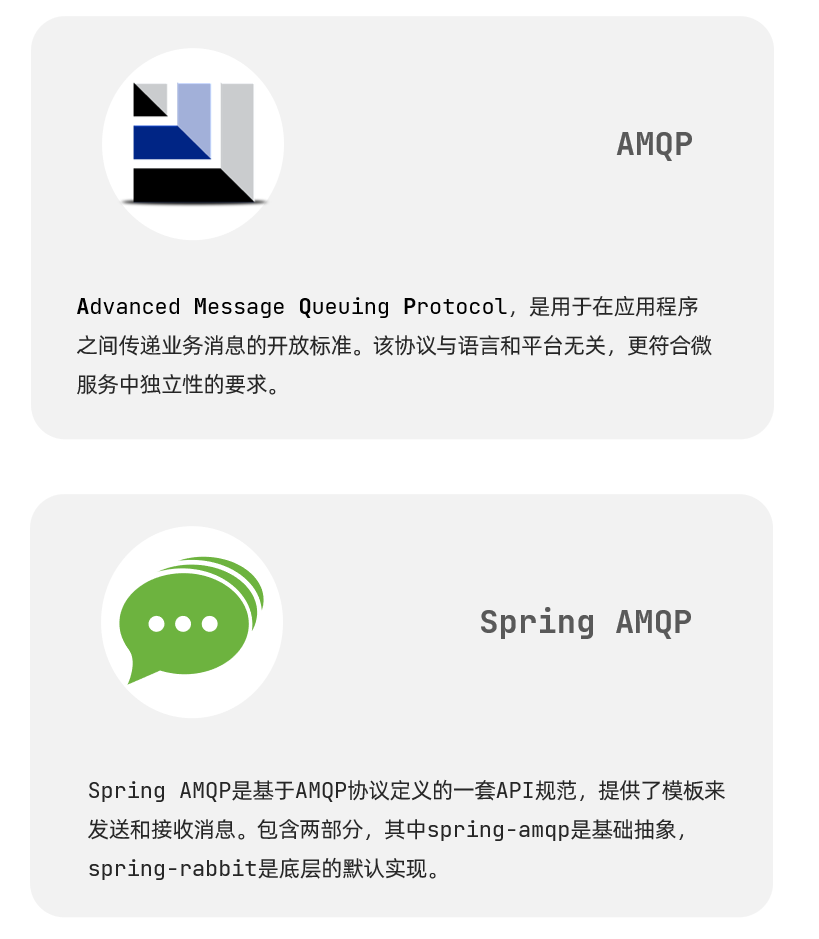 AMQP
Advanced Message Queuing Protocol，是用于在应用程序
之间传递业务消息的开放标准。该协议与语言和平台无关，更符合微
服务中独立性的要求。
Spring AMQP
Spring AMQP是基于AMQP协议定义的一套API规范，提供了模板来
发送和接收消息。包含两部分，其中spring-amqp是基础抽象，
spring-rabbit是底层的默认实现。